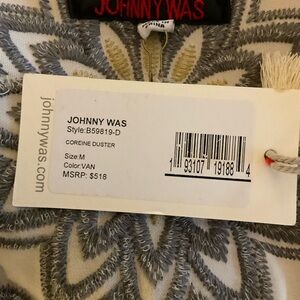 JOHNNY WAS
johnnywas.com
JOHNNY WAS
Style:B59819-D
COREINE DUSTER
Size:M
Color:VAN
MSRP: $518
1 93107 19188 4